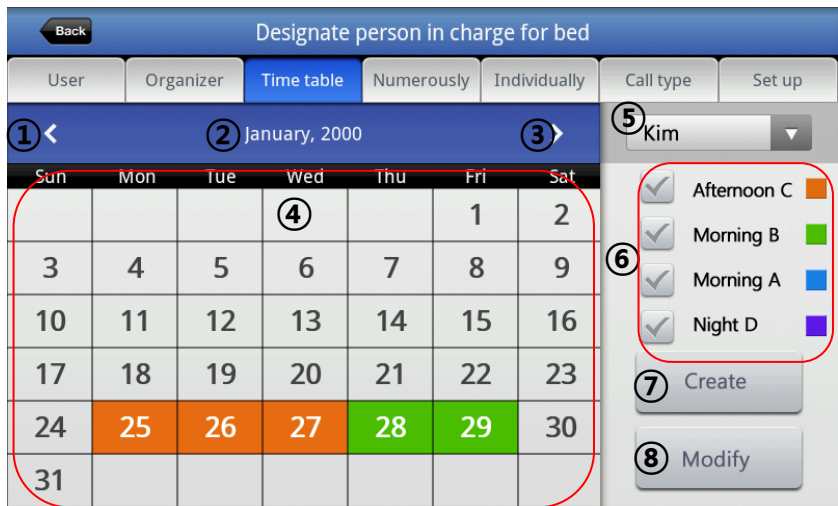 Back
Designate person in charge for bed
User Organizer Time table Numerously Individually Call type Set up
① ② January, 2000 ③
⑤ Kim
Sun Mon Tue Wed Thu Fri Sat
④ 1 2
3 4 5 6 7 8 9
10 11 12 13 14 15 16
17 18 19 20 21 22 23
24 25 26 27 28 29 30
31
⑥
Afternoon C
Morning B
Morning A
Night D
⑦ Create
⑧ Modify